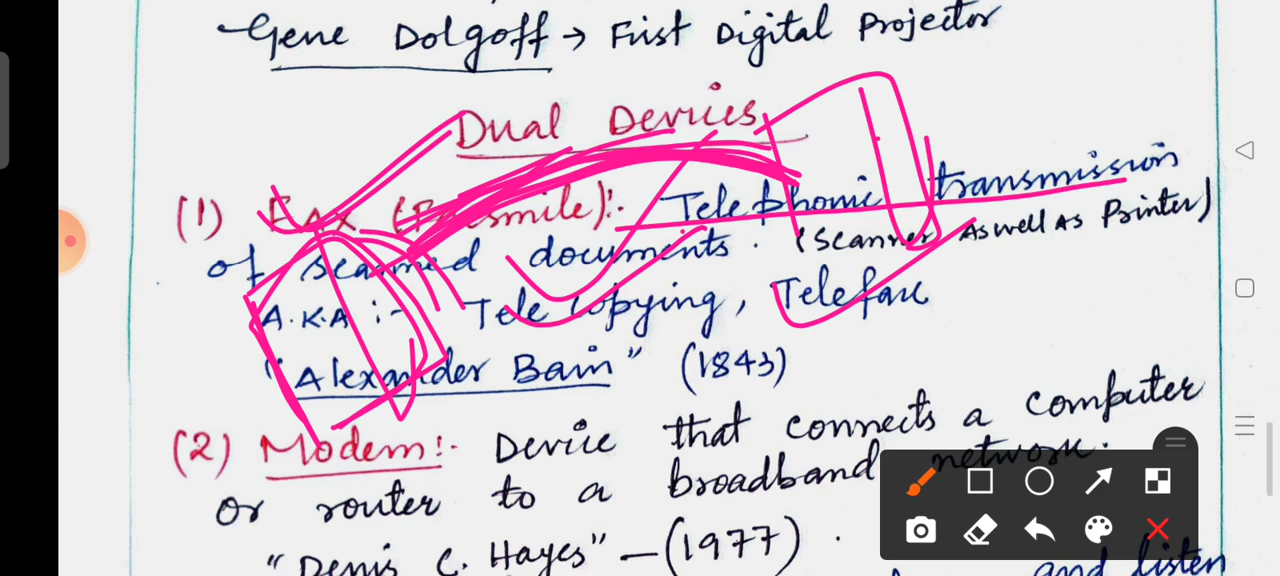 Gene Dolgoff → First Digital Projector
Dual Devices
(1) Fax (Facsmile):- Telephonic transmission
of scanned documents. (Scanner As well As Printer)
A.K.A :- Tele Copying, Telefax
"Alexander Bain" (1843)
(2) Modem:- Device that connects a computer
or router to a broadband network.
"Denis C. Hayes" — (1977).
and listen